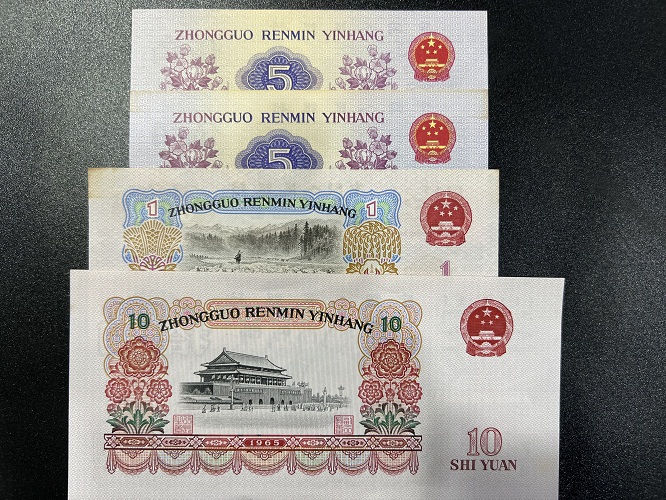 ZHONGGUO RENMIN YINHANG
5
ZHONGGUO RENMIN YINHANG
5
1 ZHONGGUO RENMIN YINHANG 1
1
10 ZHONGGUO RENMIN YINHANG 10
1965
10
SHI YUAN